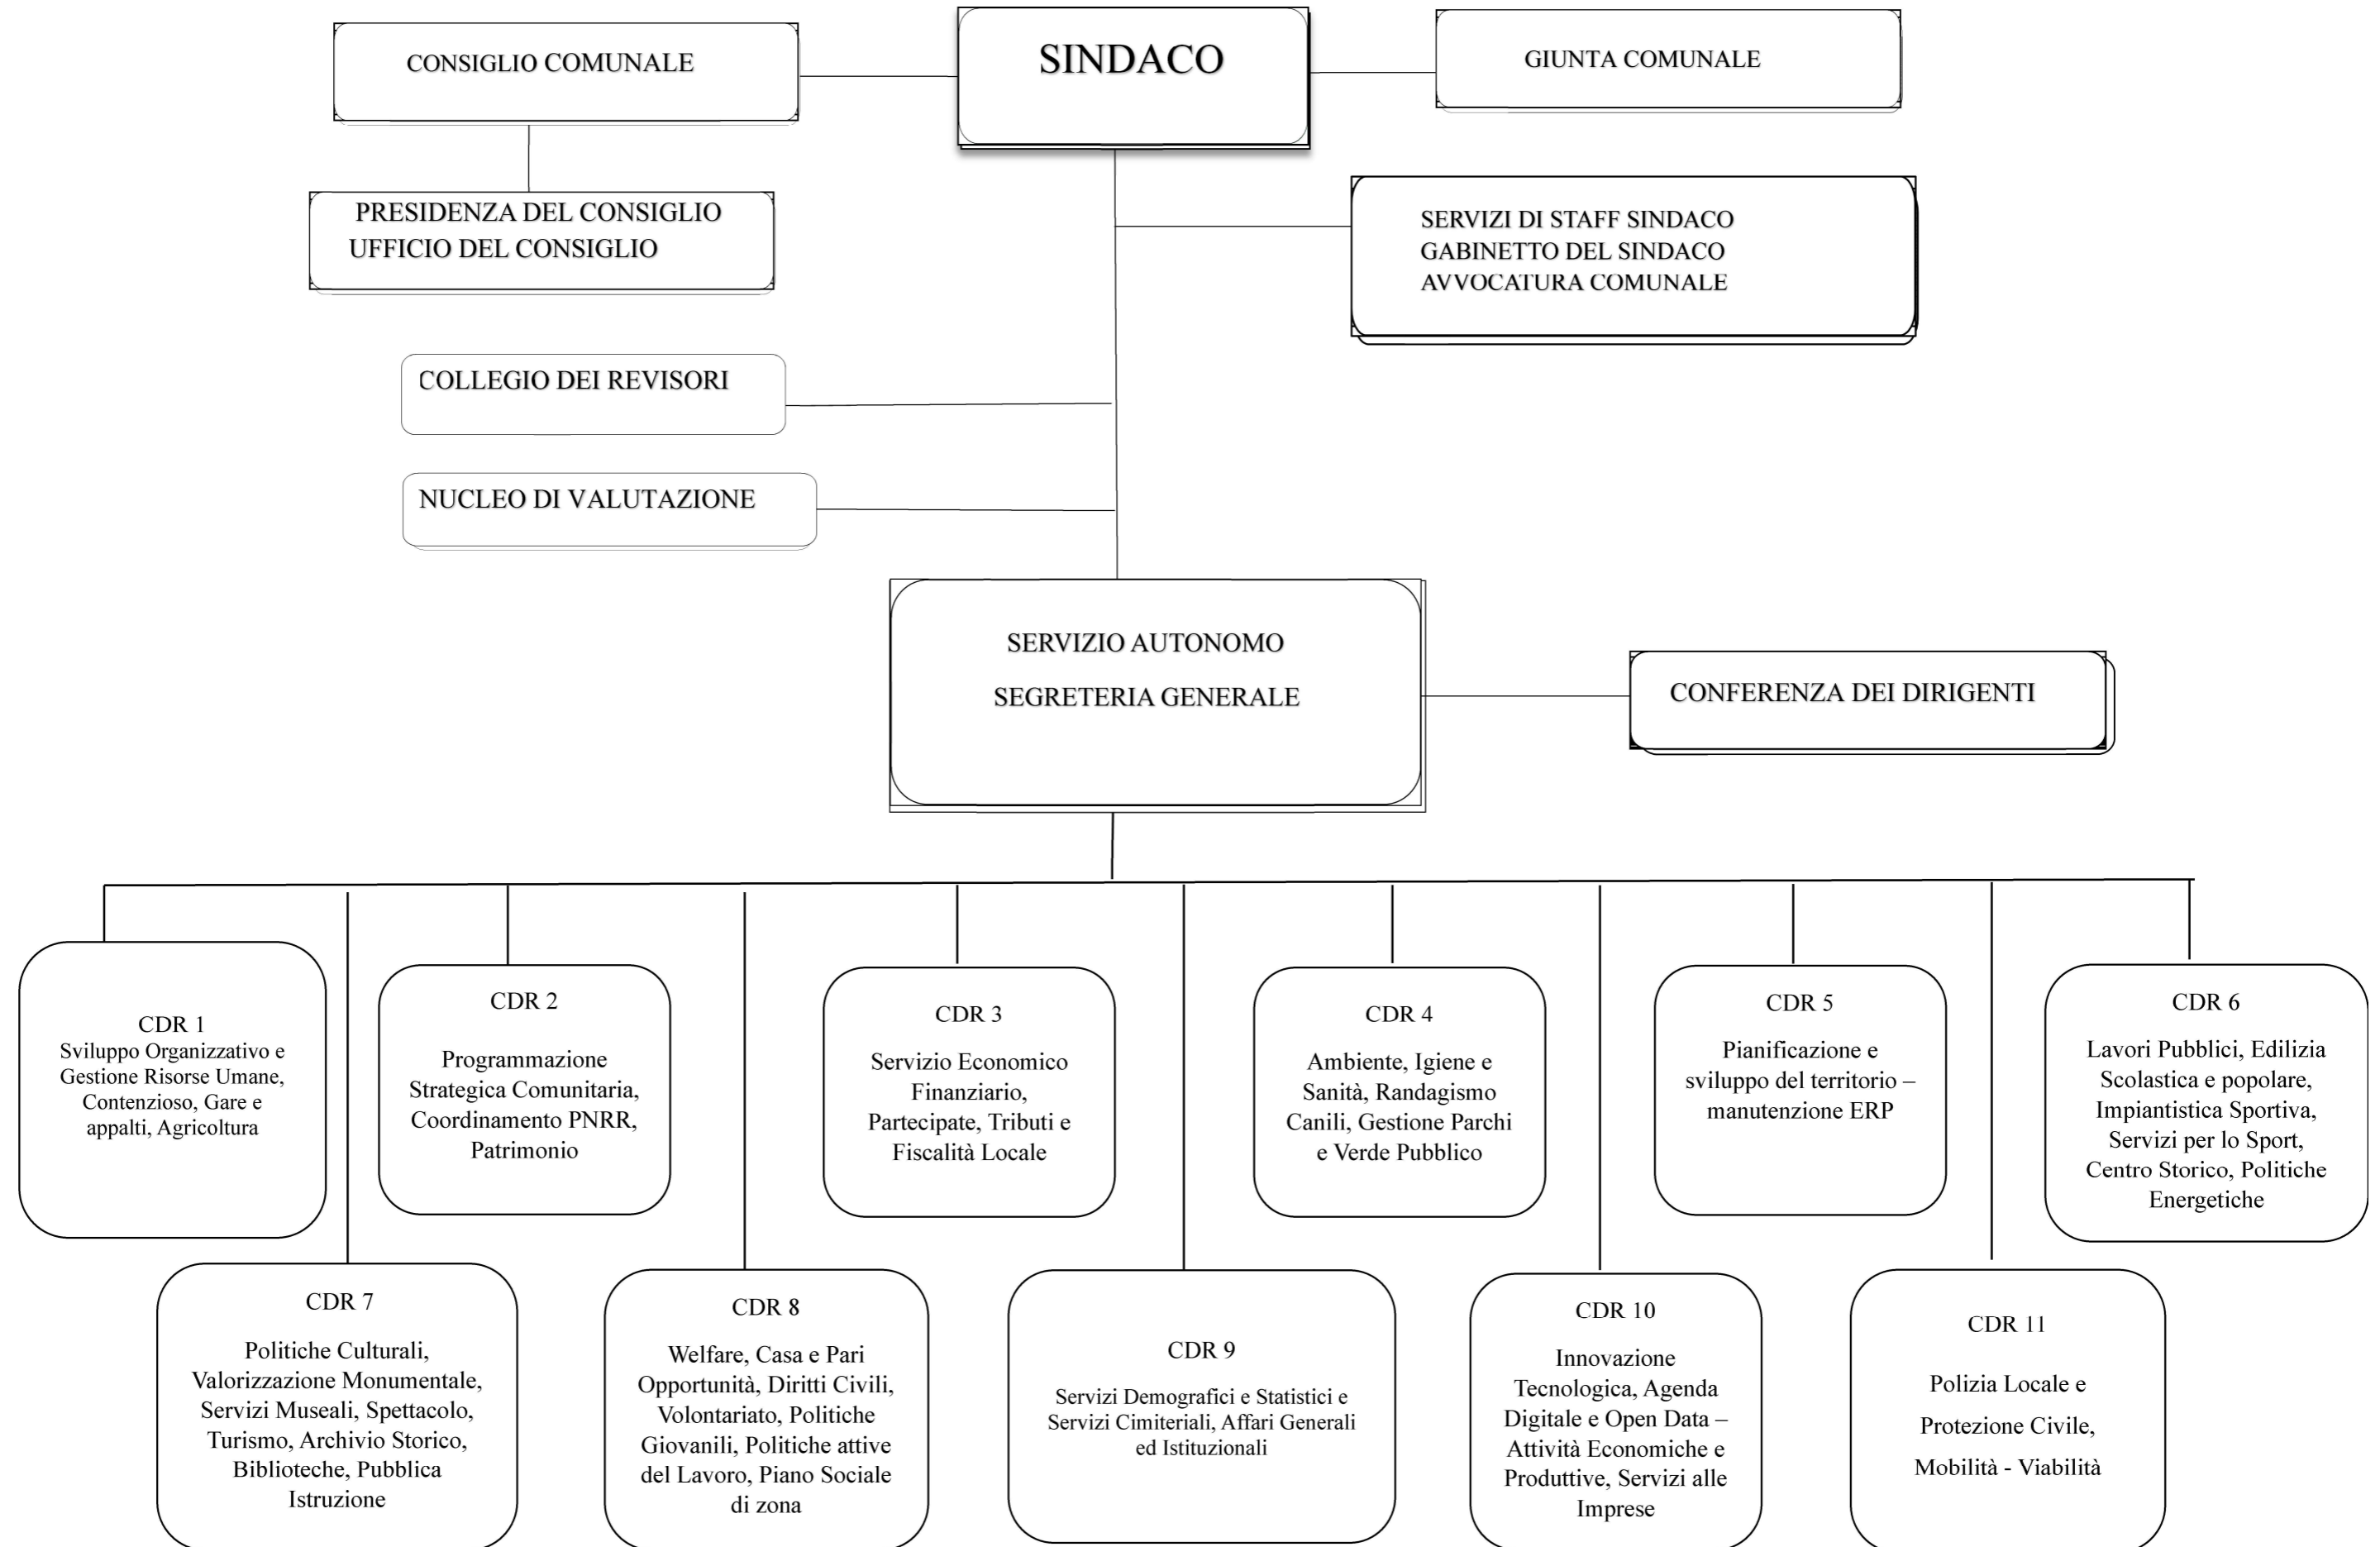 CONSIGLIO COMUNALE
SINDACO
GIUNTA COMUNALE
PRESIDENZA DEL CONSIGLIO
UFFICIO DEL CONSIGLIO
SERVIZI DI STAFF SINDACO
GABINETTO DEL SINDACO
AVVOCATURA COMUNALE
COLLEGIO DEI REVISORI
NUCLEO DI VALUTAZIONE
SERVIZIO AUTONOMO
SEGRETERIA GENERALE
CONFERENZA DEI DIRIGENTI
CDR 1
Sviluppo Organizzativo e
Gestione Risorse Umane,
Contenzioso, Gare e
appalti, Agricoltura
CDR 2
Programmazione
Strategica Comunitaria,
Coordinamento PNRR,
Patrimonio
CDR 3
Servizio Economico
Finanziario,
Partecipate, Tributi e
Fiscalità Locale
CDR 4
Ambiente, Igiene e
Sanità, Randagismo
Canili, Gestione Parchi
e Verde Pubblico
CDR 5
Pianificazione e
sviluppo del territorio –
manutenzione ERP
CDR 6
Lavori Pubblici, Edilizia
Scolastica e popolare,
Impiantistica Sportiva,
Servizi per lo Sport,
Centro Storico, Politiche
Energetiche
CDR 7
Politiche Culturali,
Valorizzazione Monumentale,
Servizi Museali, Spettacolo,
Turismo, Archivio Storico,
Biblioteche, Pubblica
Istruzione
CDR 8
Welfare, Casa e Pari
Opportunità, Diritti Civili,
Volontariato, Politiche
Giovanili, Politiche attive
del Lavoro, Piano Sociale
di zona
CDR 9
Servizi Demografici e Statistici e
Servizi Cimiteriali, Affari Generali
ed Istituzionali
CDR 10
Innovazione
Tecnologica, Agenda
Digitale e Open Data –
Attività Economiche e
Produttive, Servizi alle
Imprese
CDR 11
Polizia Locale e
Protezione Civile,
Mobilità - Viabilità